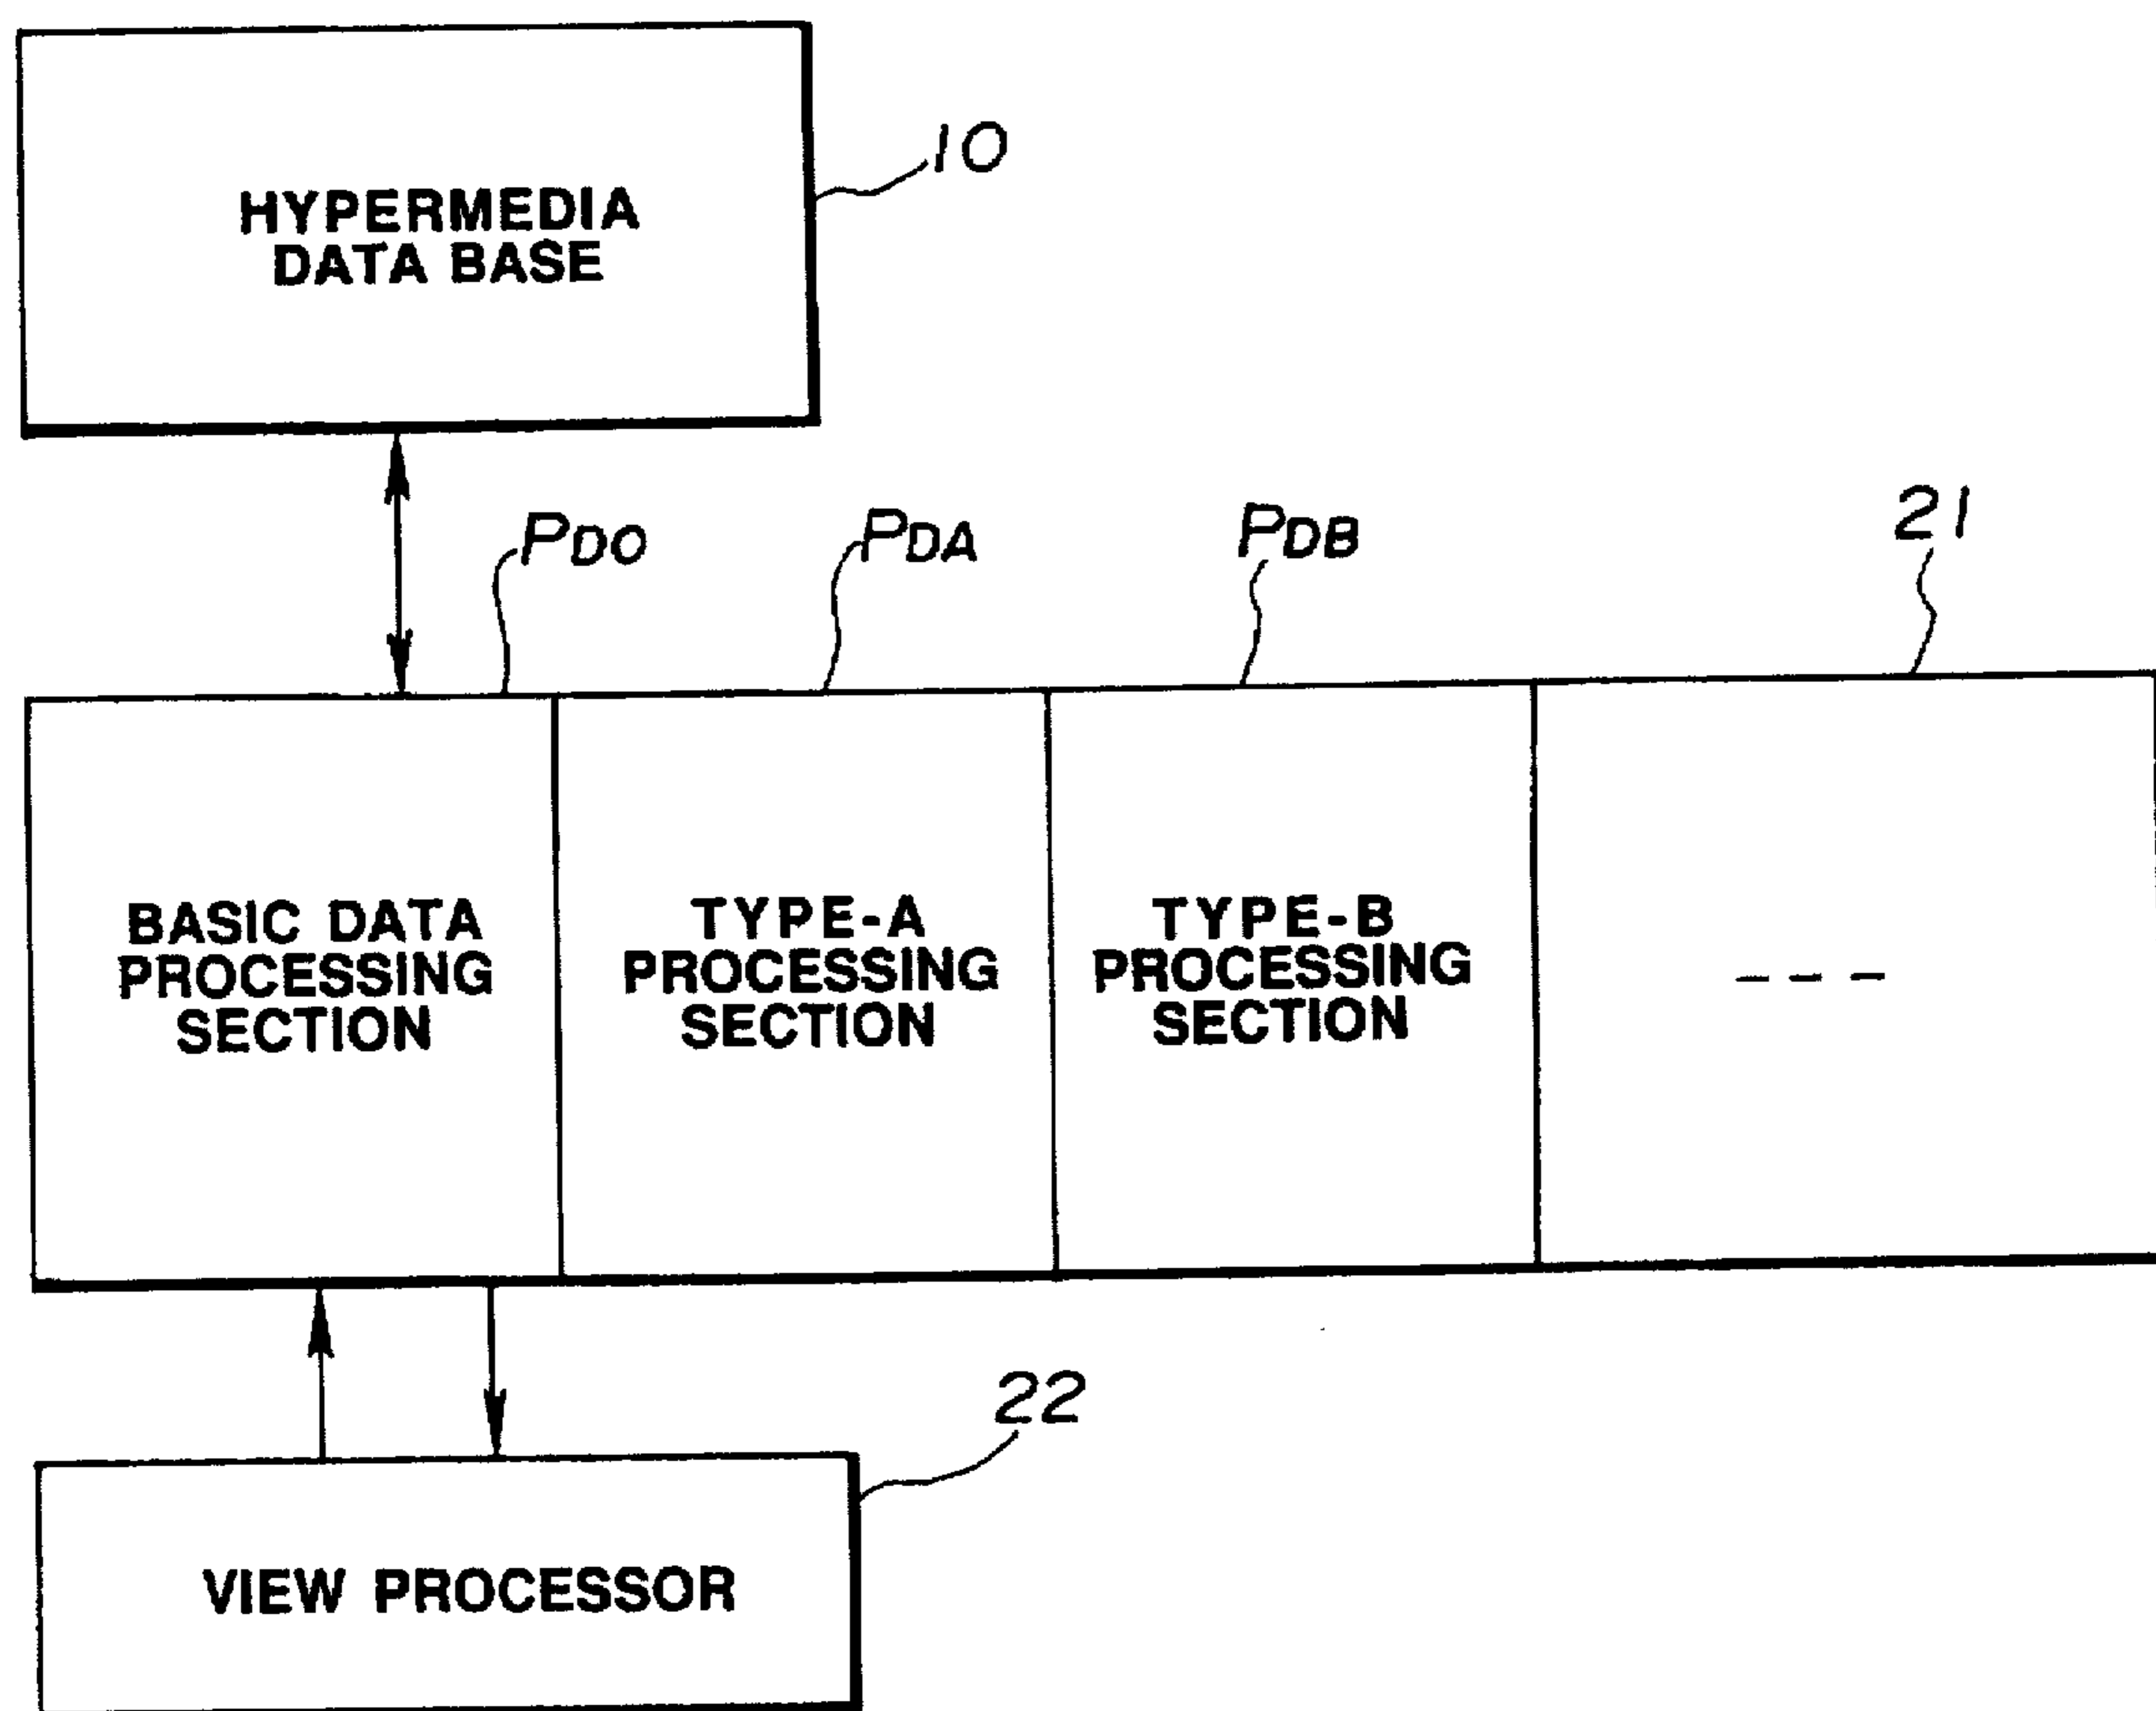 10
HYPERMEDIA
DATA BASE
PDO
PDA
PDB
21
BASIC DATA
PROCESSING
SECTION
TYPE-A
PROCESSING
SECTION
TYPE-B
PROCESSING
SECTION
---
22
VIEW PROCESSOR